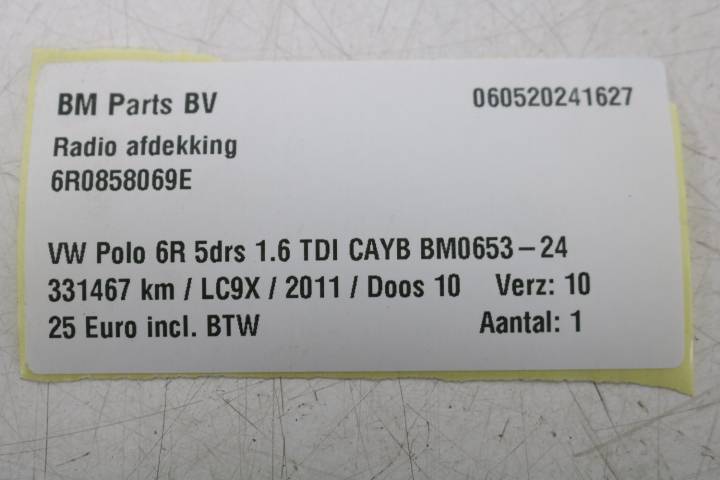 BM Parts BV 060520241627
Radio afdekking
6R0858069E
VW Polo 6R 5drs 1.6 TDI CAYB BM0653-24
331467 km / LC9X / 2011 / Doos 10 Verz: 10
25 Euro incl. BTW Aantal: 1